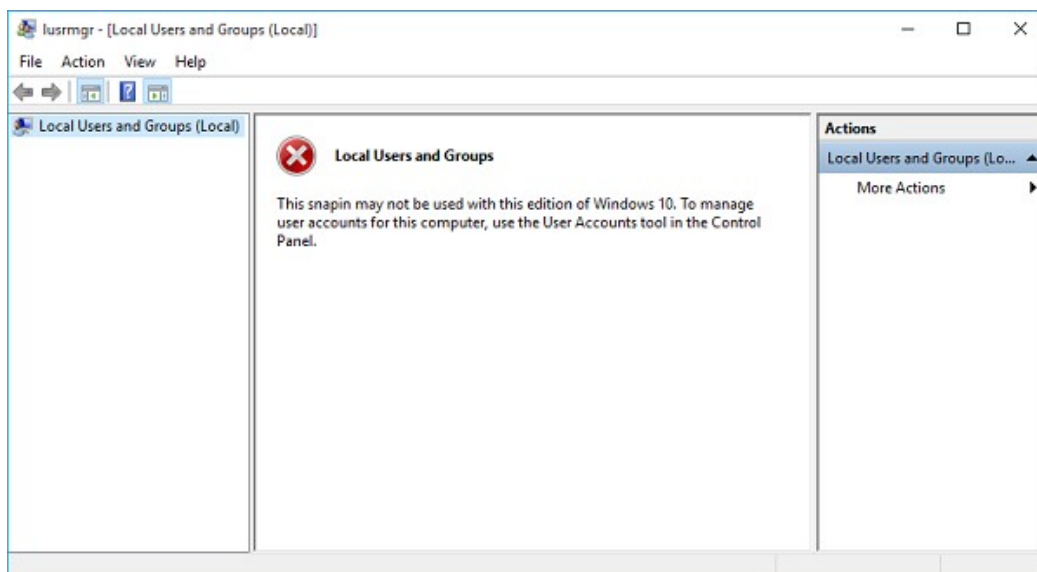 lusrmgr - [Local Users and Groups (Local)]
File Action View Help
Local Users and Groups (Local)
Local Users and Groups
This snapin may not be used with this edition of Windows 10. To manage
user accounts for this computer, use the User Accounts tool in the Control
Panel.
Actions
Local Users and Groups (Lo...
More Actions